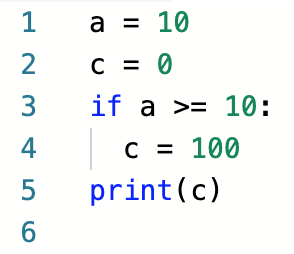 1 a = 10
2 c = 0
3 if a >= 10:
4     c = 100
5 print(c)
6